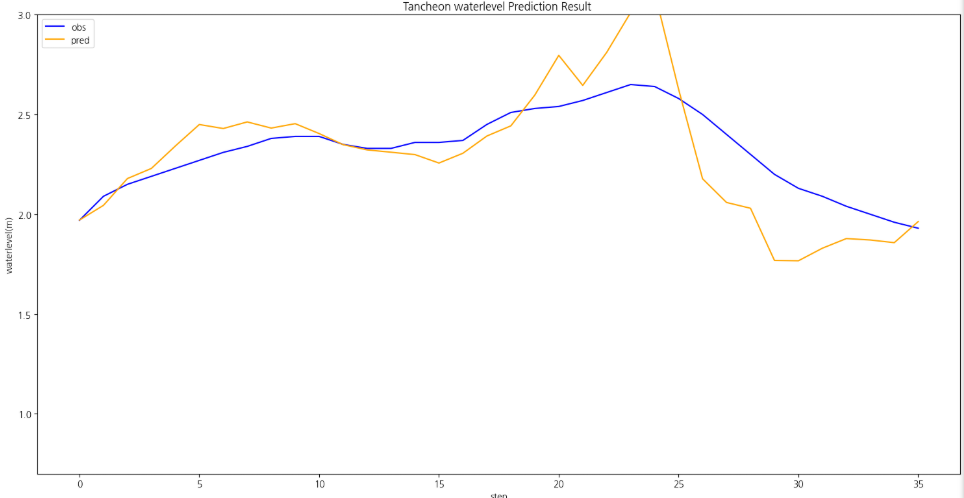 Tancheon waterlevel Prediction Result
obs
pred
3.0
2.5
2.0
1.5
1.0
waterlevel(m)
0 5 10 15 20 25 30 35
step